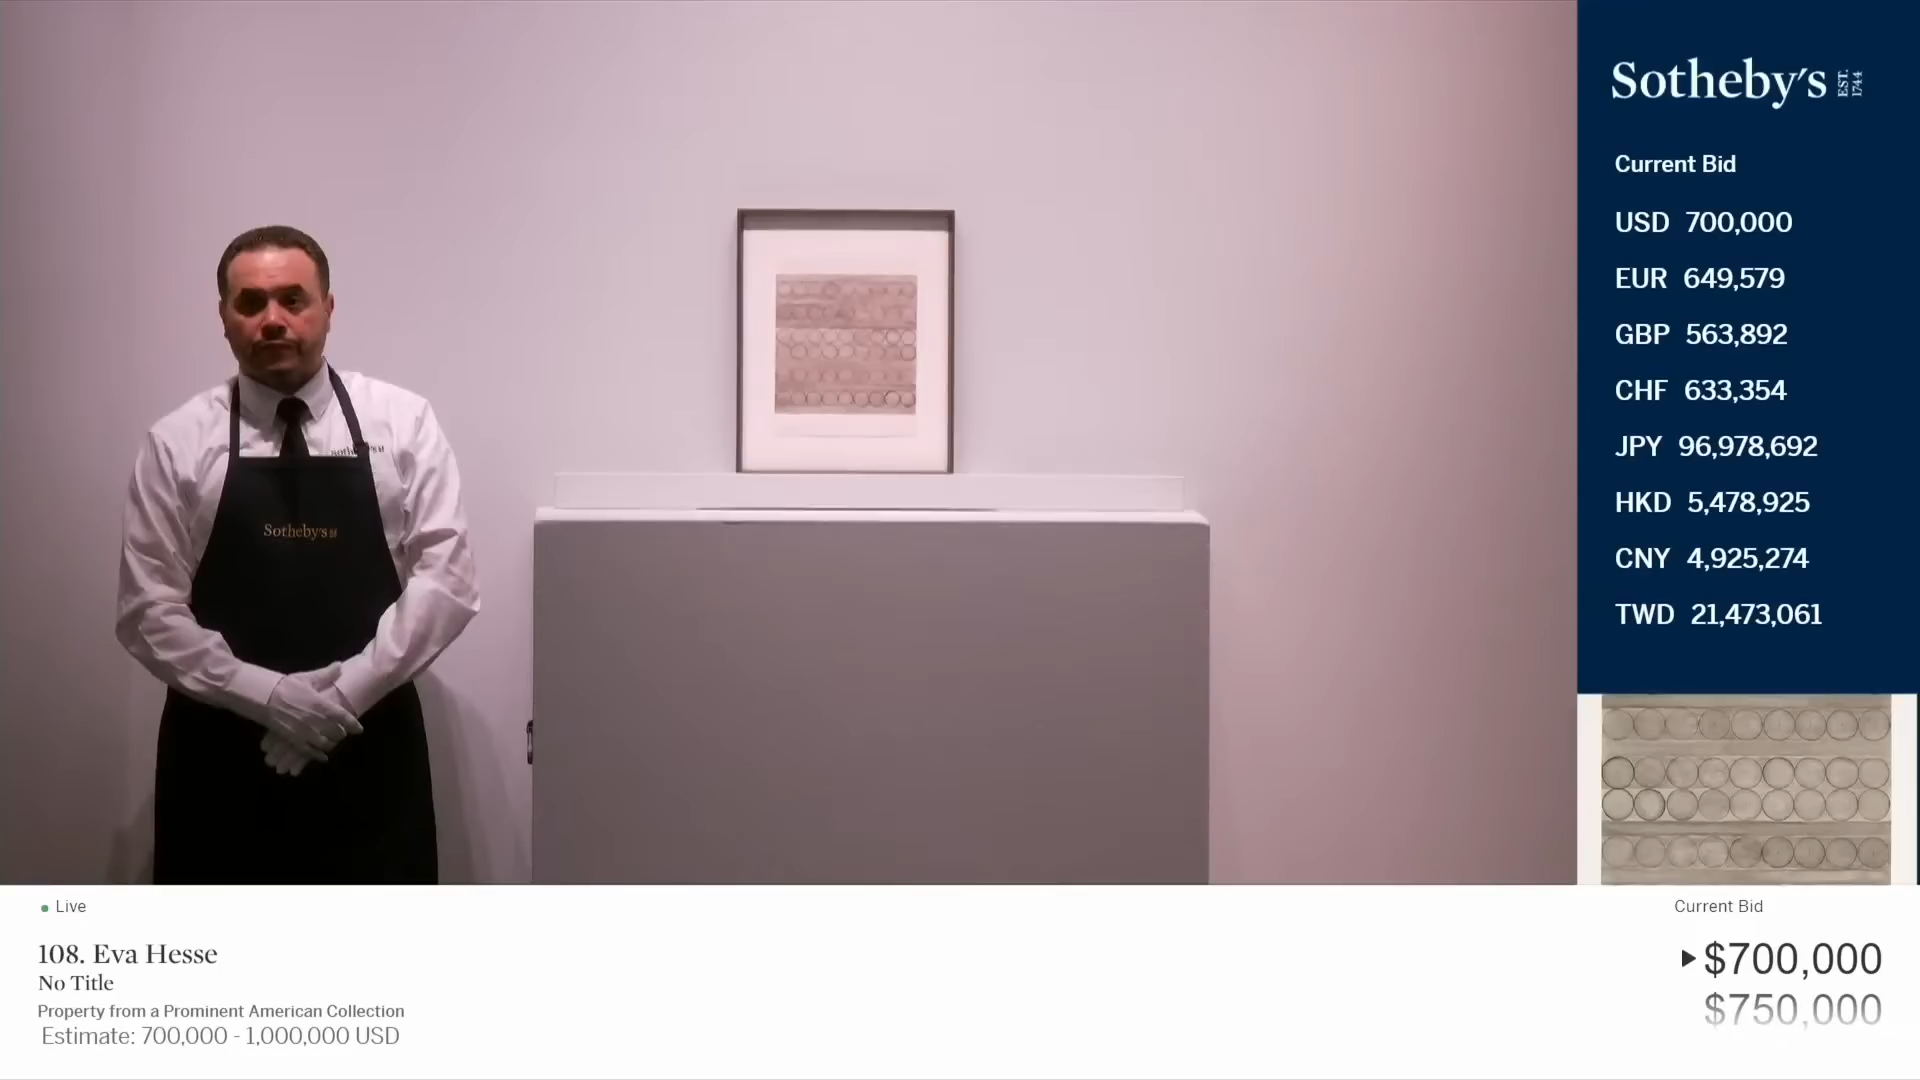 Sotheby's EST. 1744
Current Bid
USD 700,000
EUR 649,579
GBP 563,892
CHF 633,354
JPY 96,978,692
HKD 5,478,925
CNY 4,925,274
TWD 21,473,061
Sotheby's
Live
108. Eva Hesse
No Title
Property from a Prominent American Collection
Estimate: 700,000 - 1,000,000 USD
Current Bid
$700,000
$750,000